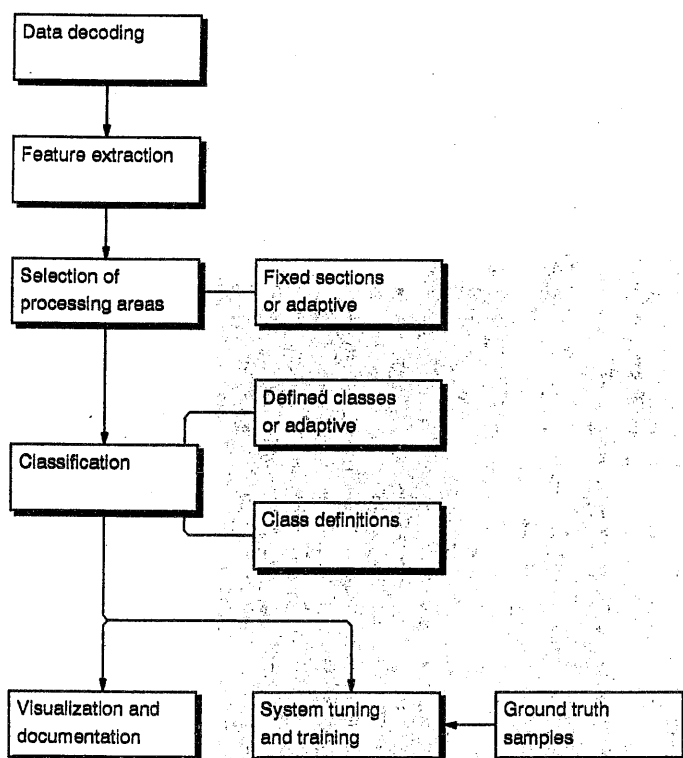 Data decoding
Feature extraction
Selection of
processing areas
Fixed sections
or adaptive
Defined classes
or adaptive
Classification
Class definitions
Visualization and
documentation
System tuning
and training
Ground truth
samples